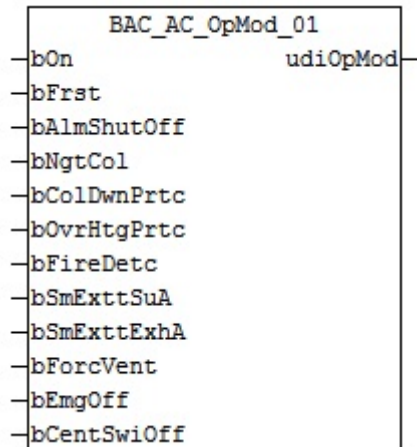 BAC_AC_OpMod_01
bOn udiOpMod
bFrst
bAlmShutOff
bNgtCol
bColDwnPrtc
bOvrHtgPrtc
bFireDetc
bSmExttSuA
bSmExttExhA
bForcVent
bEmgOff
bCentSwiOff